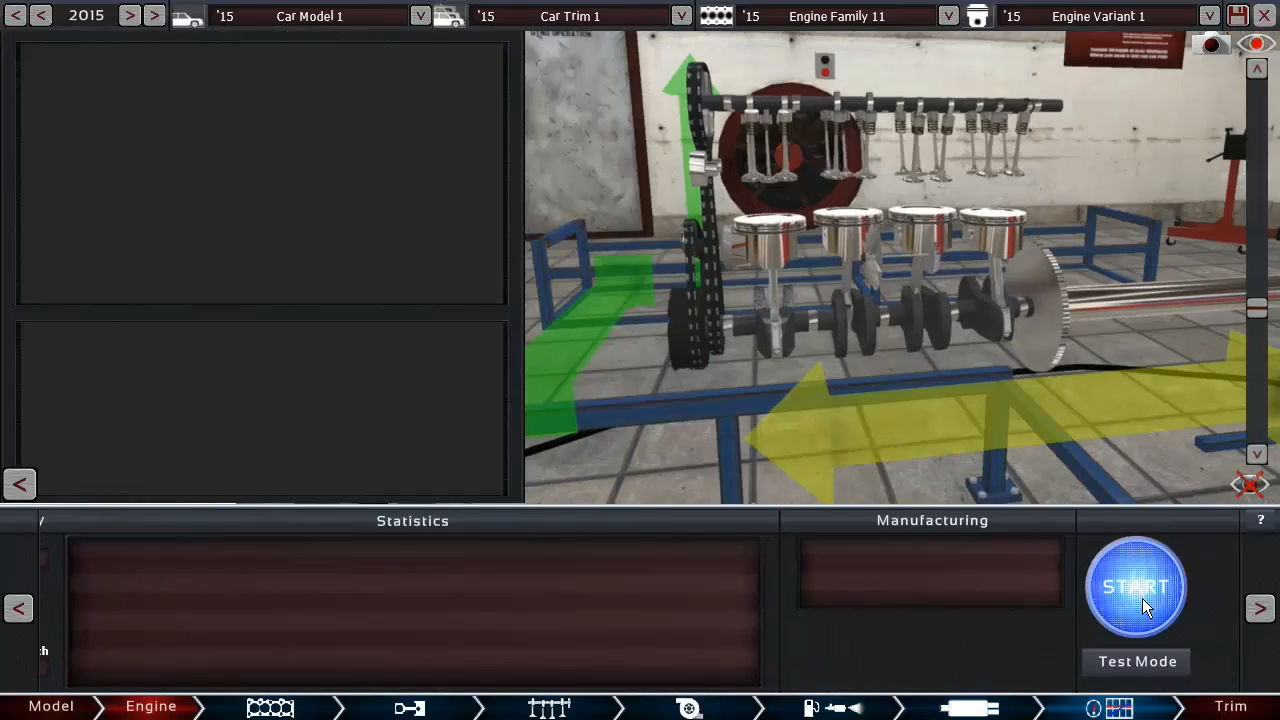 2015
'15 Car Model 1
'15 Car Trim 1
'15 Engine Family 11
'15 Engine Variant 1
Statistics
Manufacturing
?
START
Test Mode
Model
Engine
Trim